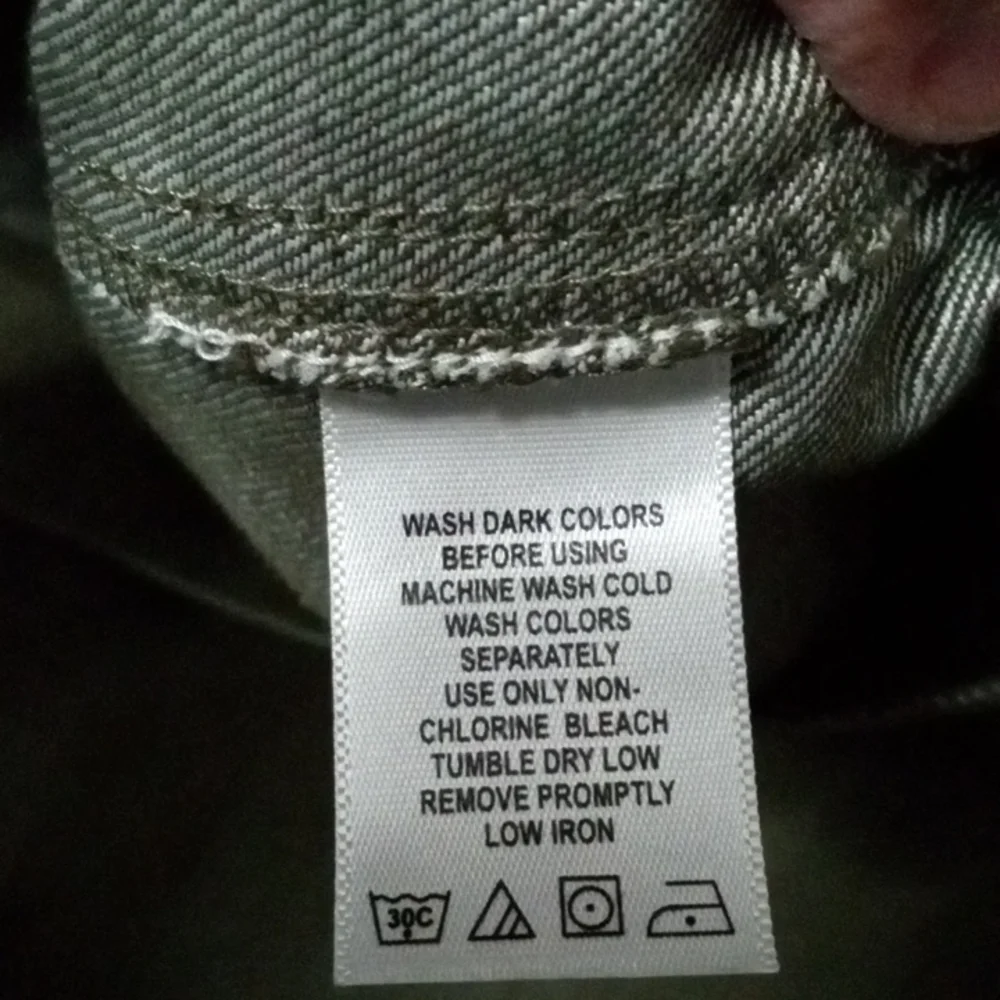 WASH DARK COLORS
BEFORE USING
MACHINE WASH COLD
WASH COLORS
SEPARATELY
USE ONLY NON-
CHLORINE BLEACH
TUMBLE DRY LOW
REMOVE PROMPTLY
LOW IRON
30C